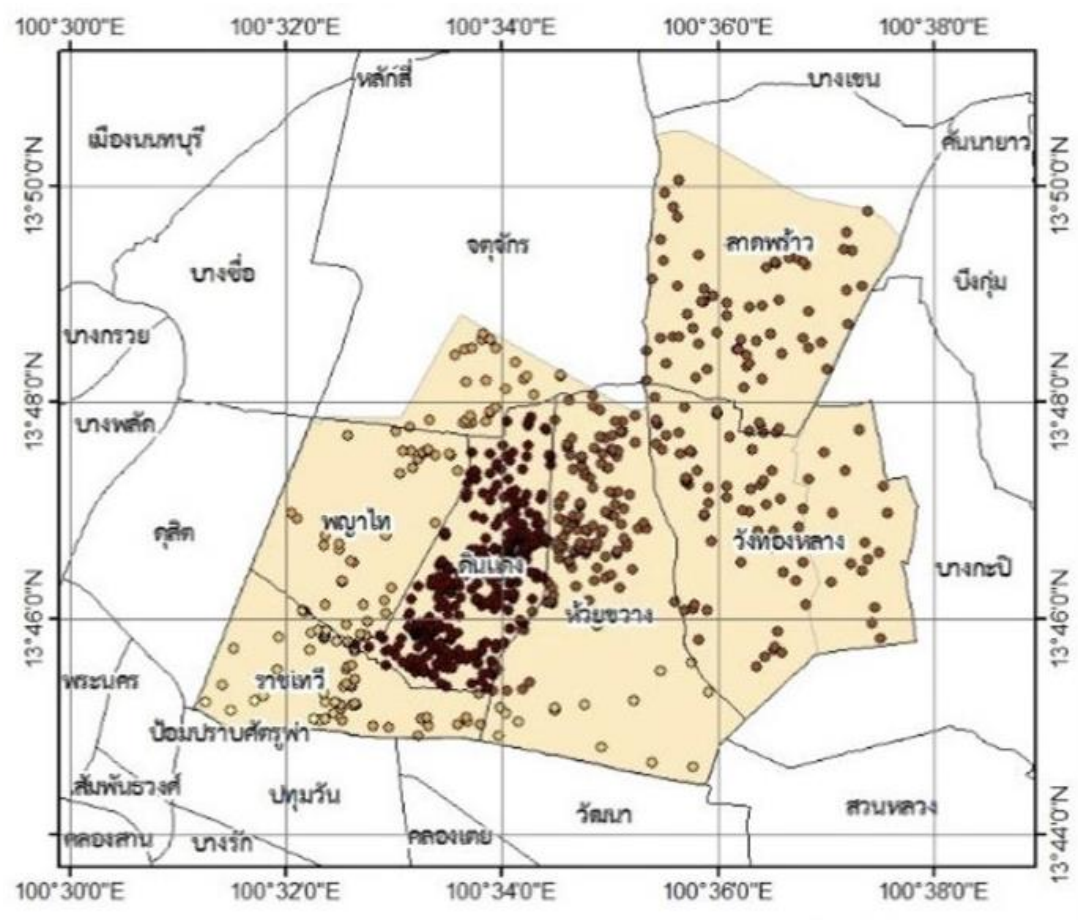 100°30'0"E 100°32'0"E 100°34'0"E 100°36'0"E 100°38'0"E
หลักสี่
บางเขน
เมืองนนทบุรี
คันนายาว
13°50'0"N 13°50'0"N
จตุจักร
ลาดพร้าว
บางซื่อ
บึงกุ่ม
บางกรวย
13°48'0"N 13°48'0"N
บางพลัด
พญาไท
ดุสิต
วังทองหลาง
ดินแดง
บางกะปิ
ห้วยขวาง
13°46'0"N 13°46'0"N
พระนคร
ราชเทวี
ป้อมปราบศัตรูพ่า
สัมพันธวงศ์
ปทุมวัน
วัฒนา
สวนหลวง
คลองสาน
บางรัก
คลองเตย
13°44'0"N
100°30'0"E 100°32'0"E 100°34'0"E 100°36'0"E 100°38'0"E